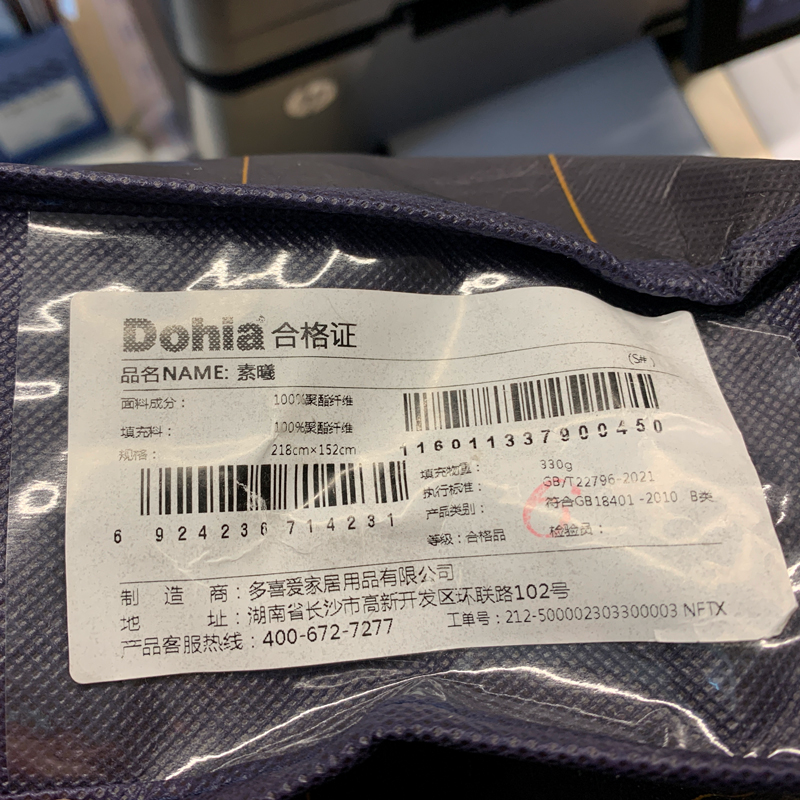 hp
Dohia 合格证
品名NAME: 素曦
(S#)
面料成分： 100%聚酯纤维
填充料： 100%聚酯纤维
规格： 218cm×152cm
116011337900450
6 924236 714231
填充物重： 330g
执行标准： GB/T22796-2021
产品类别： 符合GB18401-2010 B类
等级：合格品 检验员：
制造商：多喜爱家居用品有限公司
地址：湖南省长沙市高新开发区环联路102号
产品客服热线：400-672-7277 工单号：212-500002303300003 NFTX